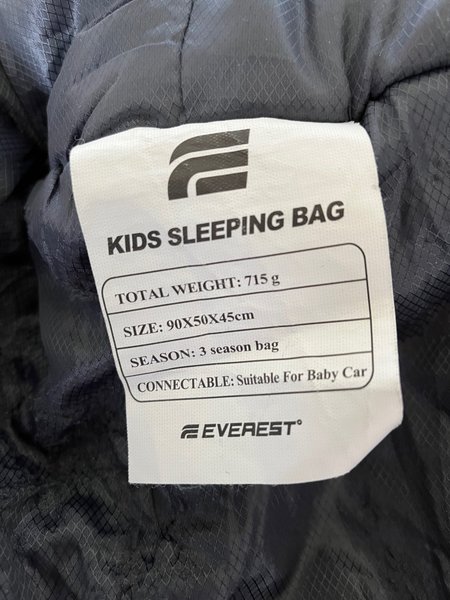 KIDS SLEEPING BAG
TOTAL WEIGHT: 715 g
SIZE: 90X50X45cm
SEASON: 3 season bag
CONNECTABLE: Suitable For Baby Car
EVEREST°